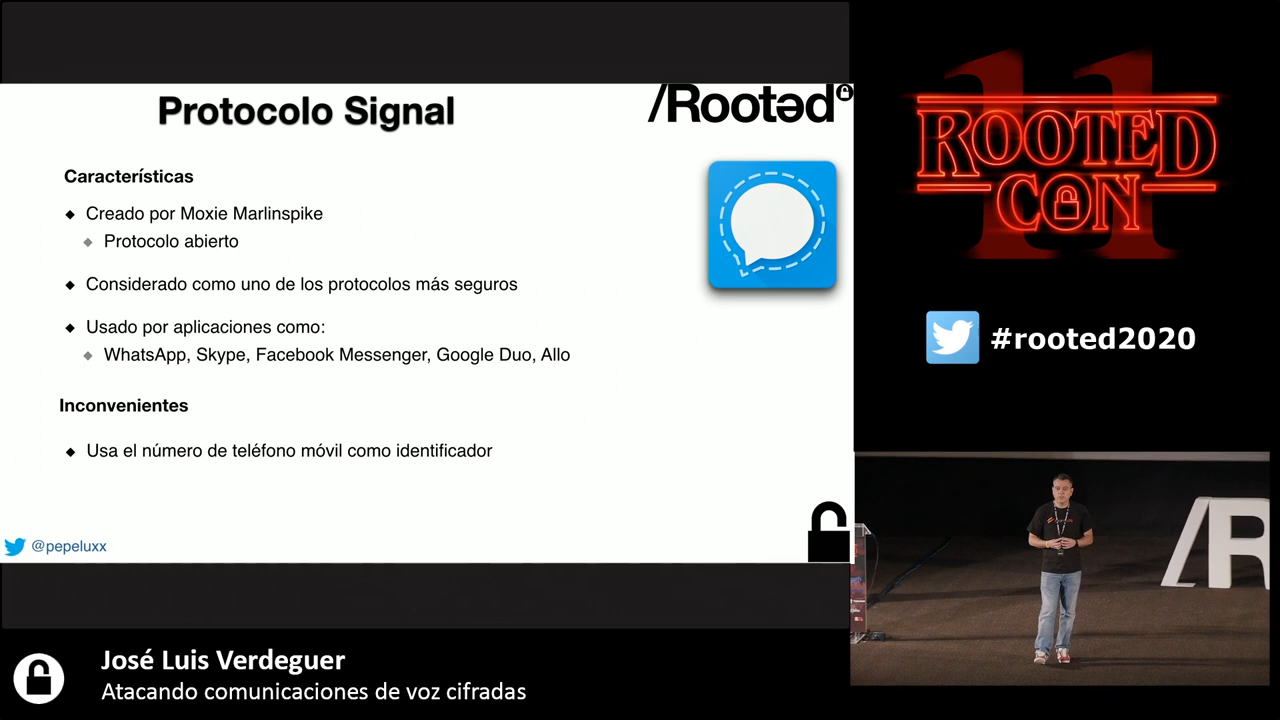 Protocolo Signal
/Rootəd
Características
Creado por Moxie Marlinspike
Protocolo abierto
Considerado como uno de los protocolos más seguros
Usado por aplicaciones como:
WhatsApp, Skype, Facebook Messenger, Google Duo, Allo
Inconvenientes
Usa el número de teléfono móvil como identificador
@pepeluxx
11
ROOTED
CON
#rooted2020
/R
José Luis Verdeguer
Atacando comunicaciones de voz cifradas